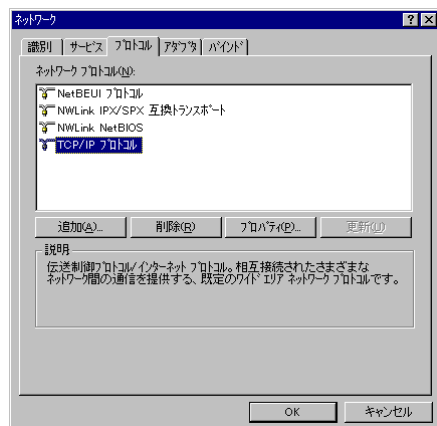 ネットワーク
識別 サービス プロトコル アダプタ バインド
ネットワーク プロトコル(N):
NetBEUI プロトコル
NWLink IPX/SPX 互換トランスポート
NWLink NetBIOS
TCP/IP プロトコル
追加(A)... 削除(R) プロパティ(P)... 更新(U)
説明
伝送制御プロトコル/インターネット プロトコル。相互接続されたさまざまな
ネットワーク間の通信を提供する、既定のワイド エリア ネットワーク プロトコルです。
OK キャンセル